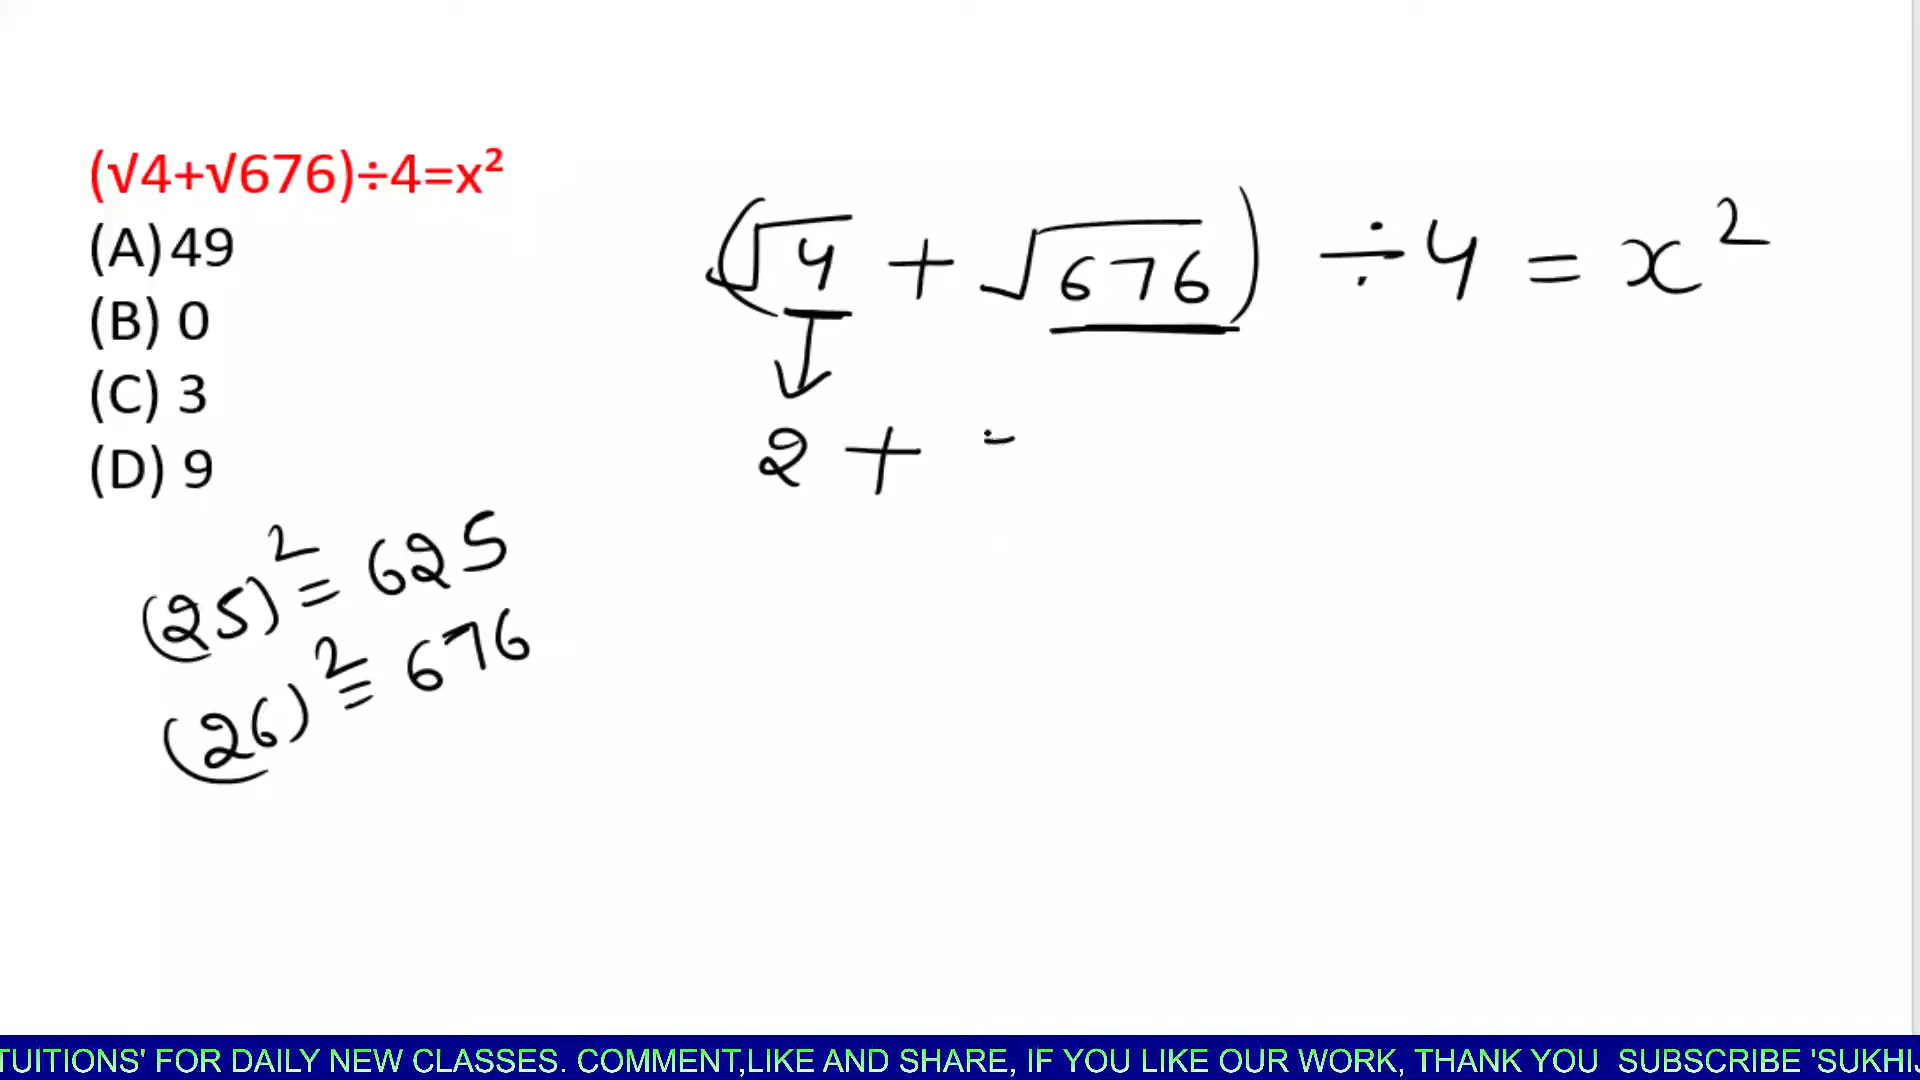 (√4+√676)÷4=x²
(A) 49
(B) 0
(C) 3
(D) 9
(√4 + √676) ÷ 4 = x²
2 +
(25)² = 625
(26)² = 676
TUITIONS' FOR DAILY NEW CLASSES. COMMENT,LIKE AND SHARE, IF YOU LIKE OUR WORK, THANK YOU  SUBSCRIBE 'SUKHIJ